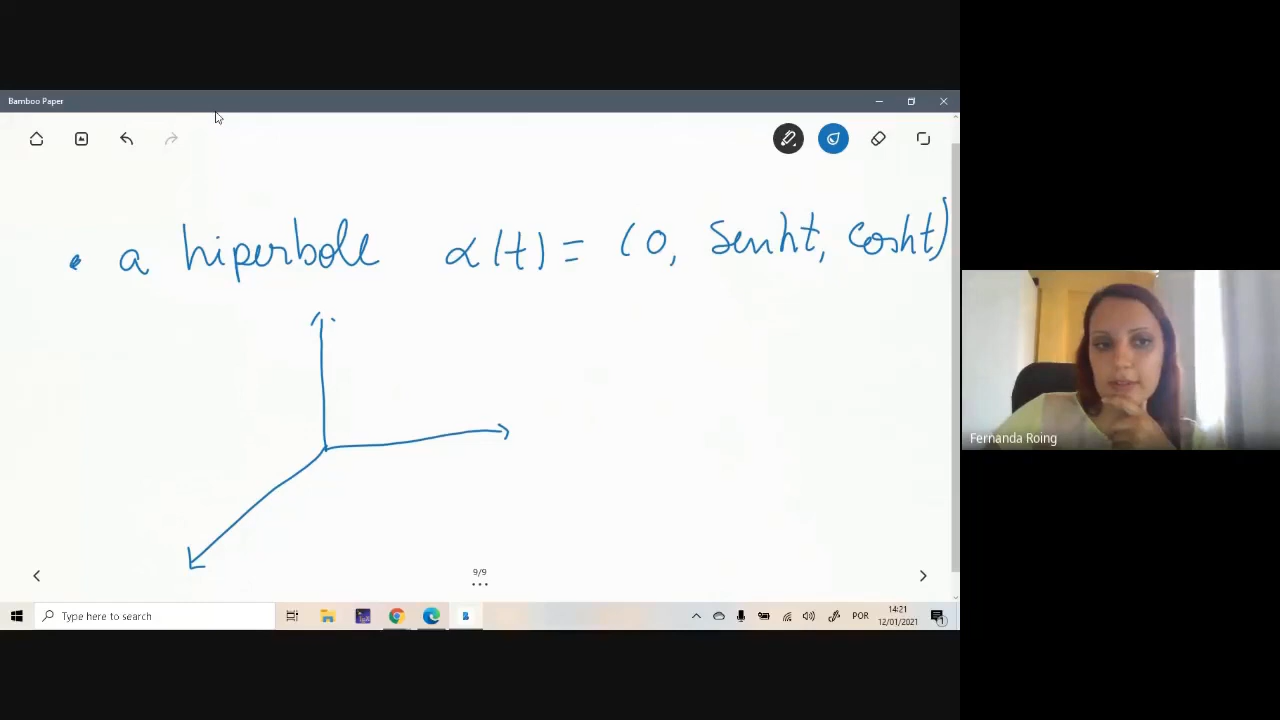 Bamboo Paper
• a hiperbole α(t) = (0, senht, cosht)
Fernanda Roing
9/9
Type here to search
POR
14:21
12/01/2021
1